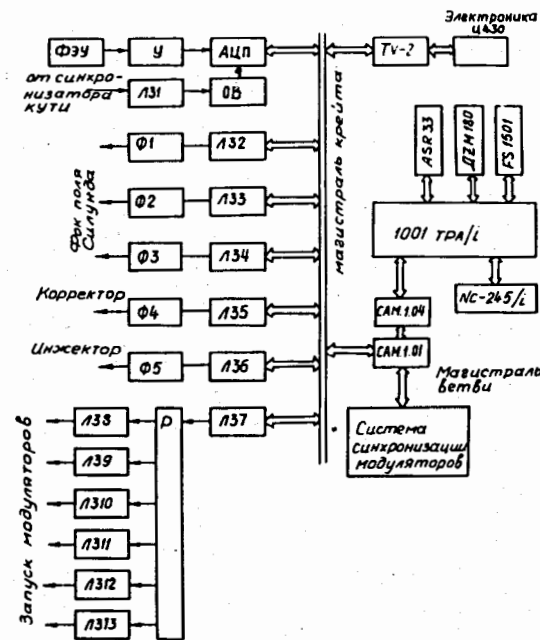 Электроника
ц430
ФЭУ
У
АЦП
TV-2
от синхро-
низатора
КУТИ
ЛЗ1
ОВ
магистраль крейта
ASR 33
ДZM 180
FS 1501
Ф1
ЛЗ2
Фок поля
Силунда
Ф2
ЛЗ3
1001 TPA/i
Ф3
ЛЗ4
Корректор
Ф4
ЛЗ5
CAM.1.04
NC-245/i
Инжектор
Ф5
ЛЗ6
CAM.1.01
Магистраль
ветви
Запуск модуляторов
ЛЗ8
Р
ЛЗ7
Система
синхронизации
модуляторов
ЛЗ9
ЛЗ10
ЛЗ11
ЛЗ12
ЛЗ13